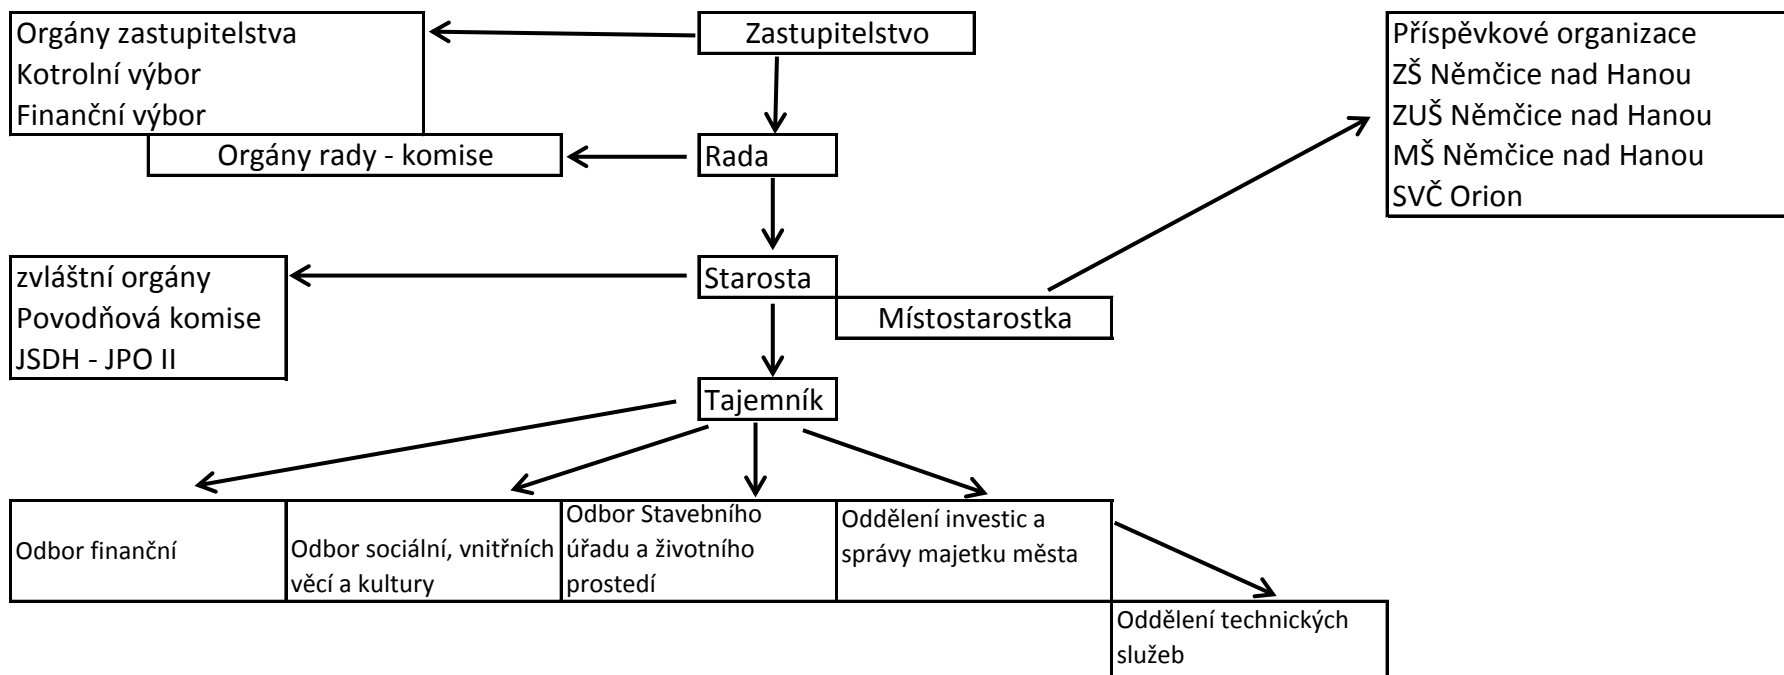 Orgány zastupitelstva
Kotrolní výbor
Finanční výbor
Zastupitelstvo
Příspěvkové organizace
ZŠ Němčice nad Hanou
ZUŠ Němčice nad Hanou
MŠ Němčice nad Hanou
SVČ Orion
Orgány rady - komise
Rada
zvláštní orgány
Povodňová komise
JSDH - JPO II
Starosta
Místostarostka
Tajemník
Odbor finanční
Odbor sociální, vnitřních
věcí a kultury
Odbor Stavebního
úřadu a životního
prostedí
Oddělení investic a
správy majetku města
Oddělení technických
služeb